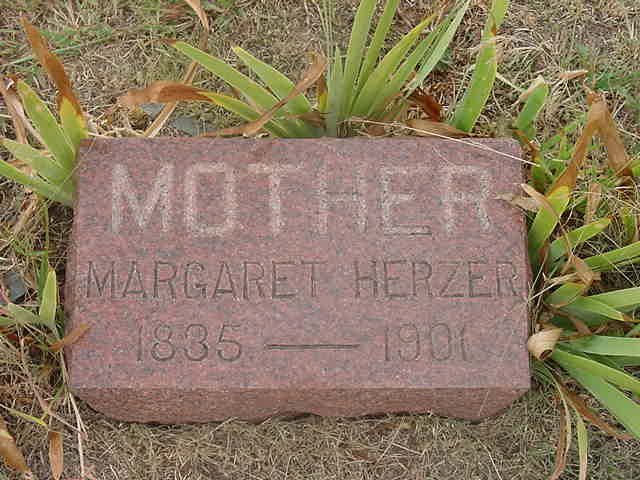 MOTHER
MARGARET HERZER
1835 — 1901